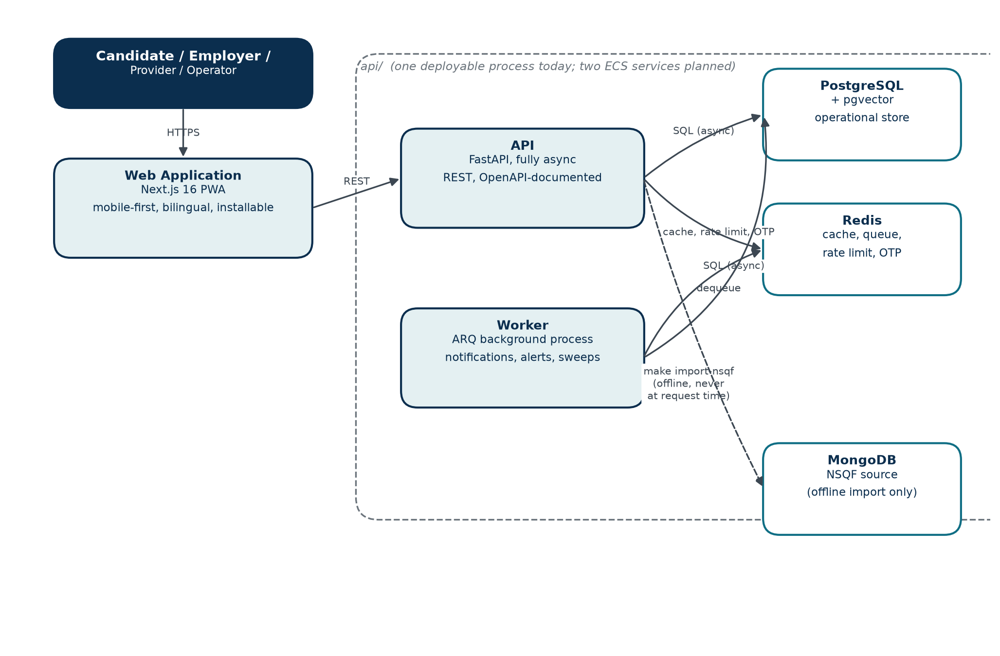 Candidate / Employer /
Provider / Operator
HTTPS
Web Application
Next.js 16 PWA
mobile-first, bilingual, installable
REST
api/  (one deployable process today; two ECS services planned)
API
FastAPI, fully async
REST, OpenAPI-documented
Worker
ARQ background process
notifications, alerts, sweeps
SQL (async)
cache, rate limit, OTP
SQL (async)
dequeue
make import-nsqf
(offline, never
at request time)
PostgreSQL
+ pgvector
operational store
Redis
cache, queue,
rate limit, OTP
MongoDB
NSQF source
(offline import only)